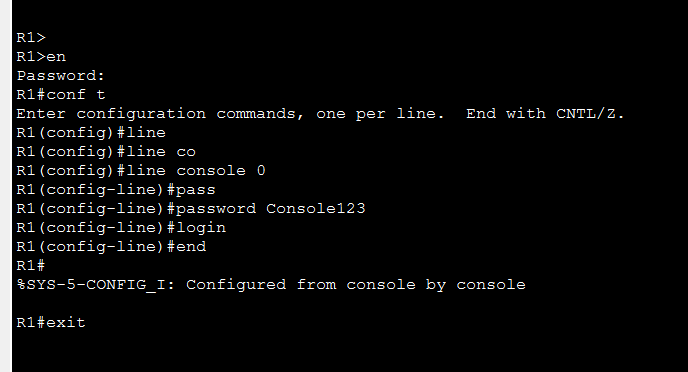 R1>
R1>en
Password:
R1#conf t
Enter configuration commands, one per line.  End with CNTL/Z.
R1(config)#line
R1(config)#line co
R1(config)#line console 0
R1(config-line)#pass
R1(config-line)#password Console123
R1(config-line)#login
R1(config-line)#end
R1#
%SYS-5-CONFIG_I: Configured from console by console
R1#exit